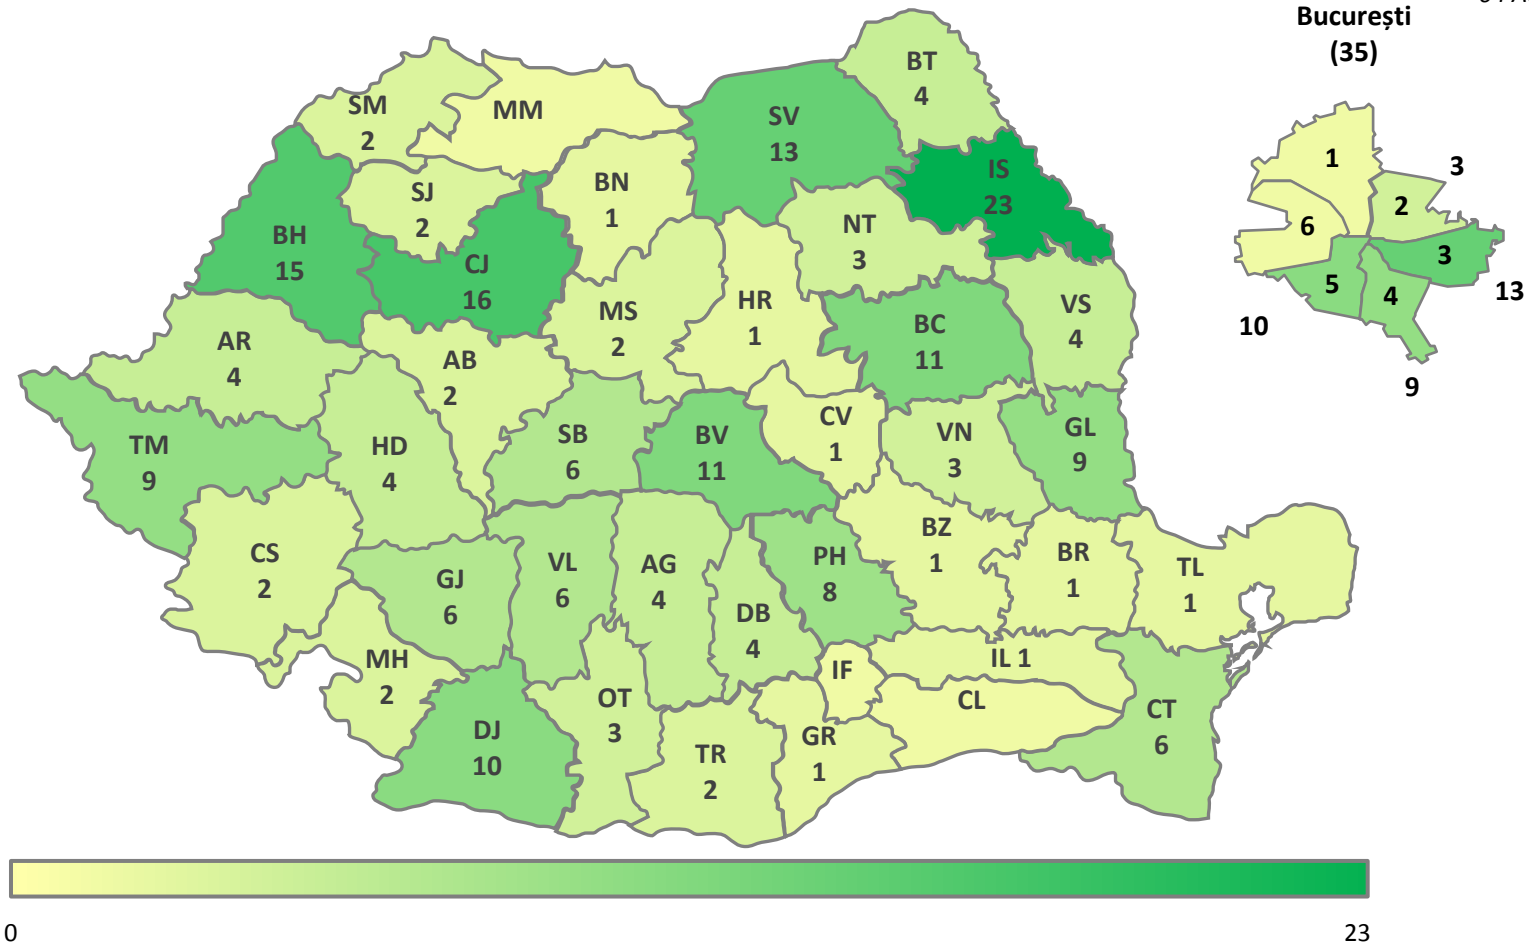 București
(35)
BT
4
SM
2
MM
SV
13
IS
23
1
3
2
6
3
5
4
13
10
9
SJ
2
BN
1
NT
3
BH
15
CJ
16
MS
2
HR
1
BC
11
VS
4
AR
4
AB
2
TM
9
HD
4
SB
6
BV
11
CV
1
VN
3
GL
9
CS
2
GJ
6
VL
6
AG
4
DB
4
PH
8
BZ
1
BR
1
TL
1
MH
2
DJ
10
OT
3
TR
2
GR
1
IF
IL 1
CL
CT
6
0
23